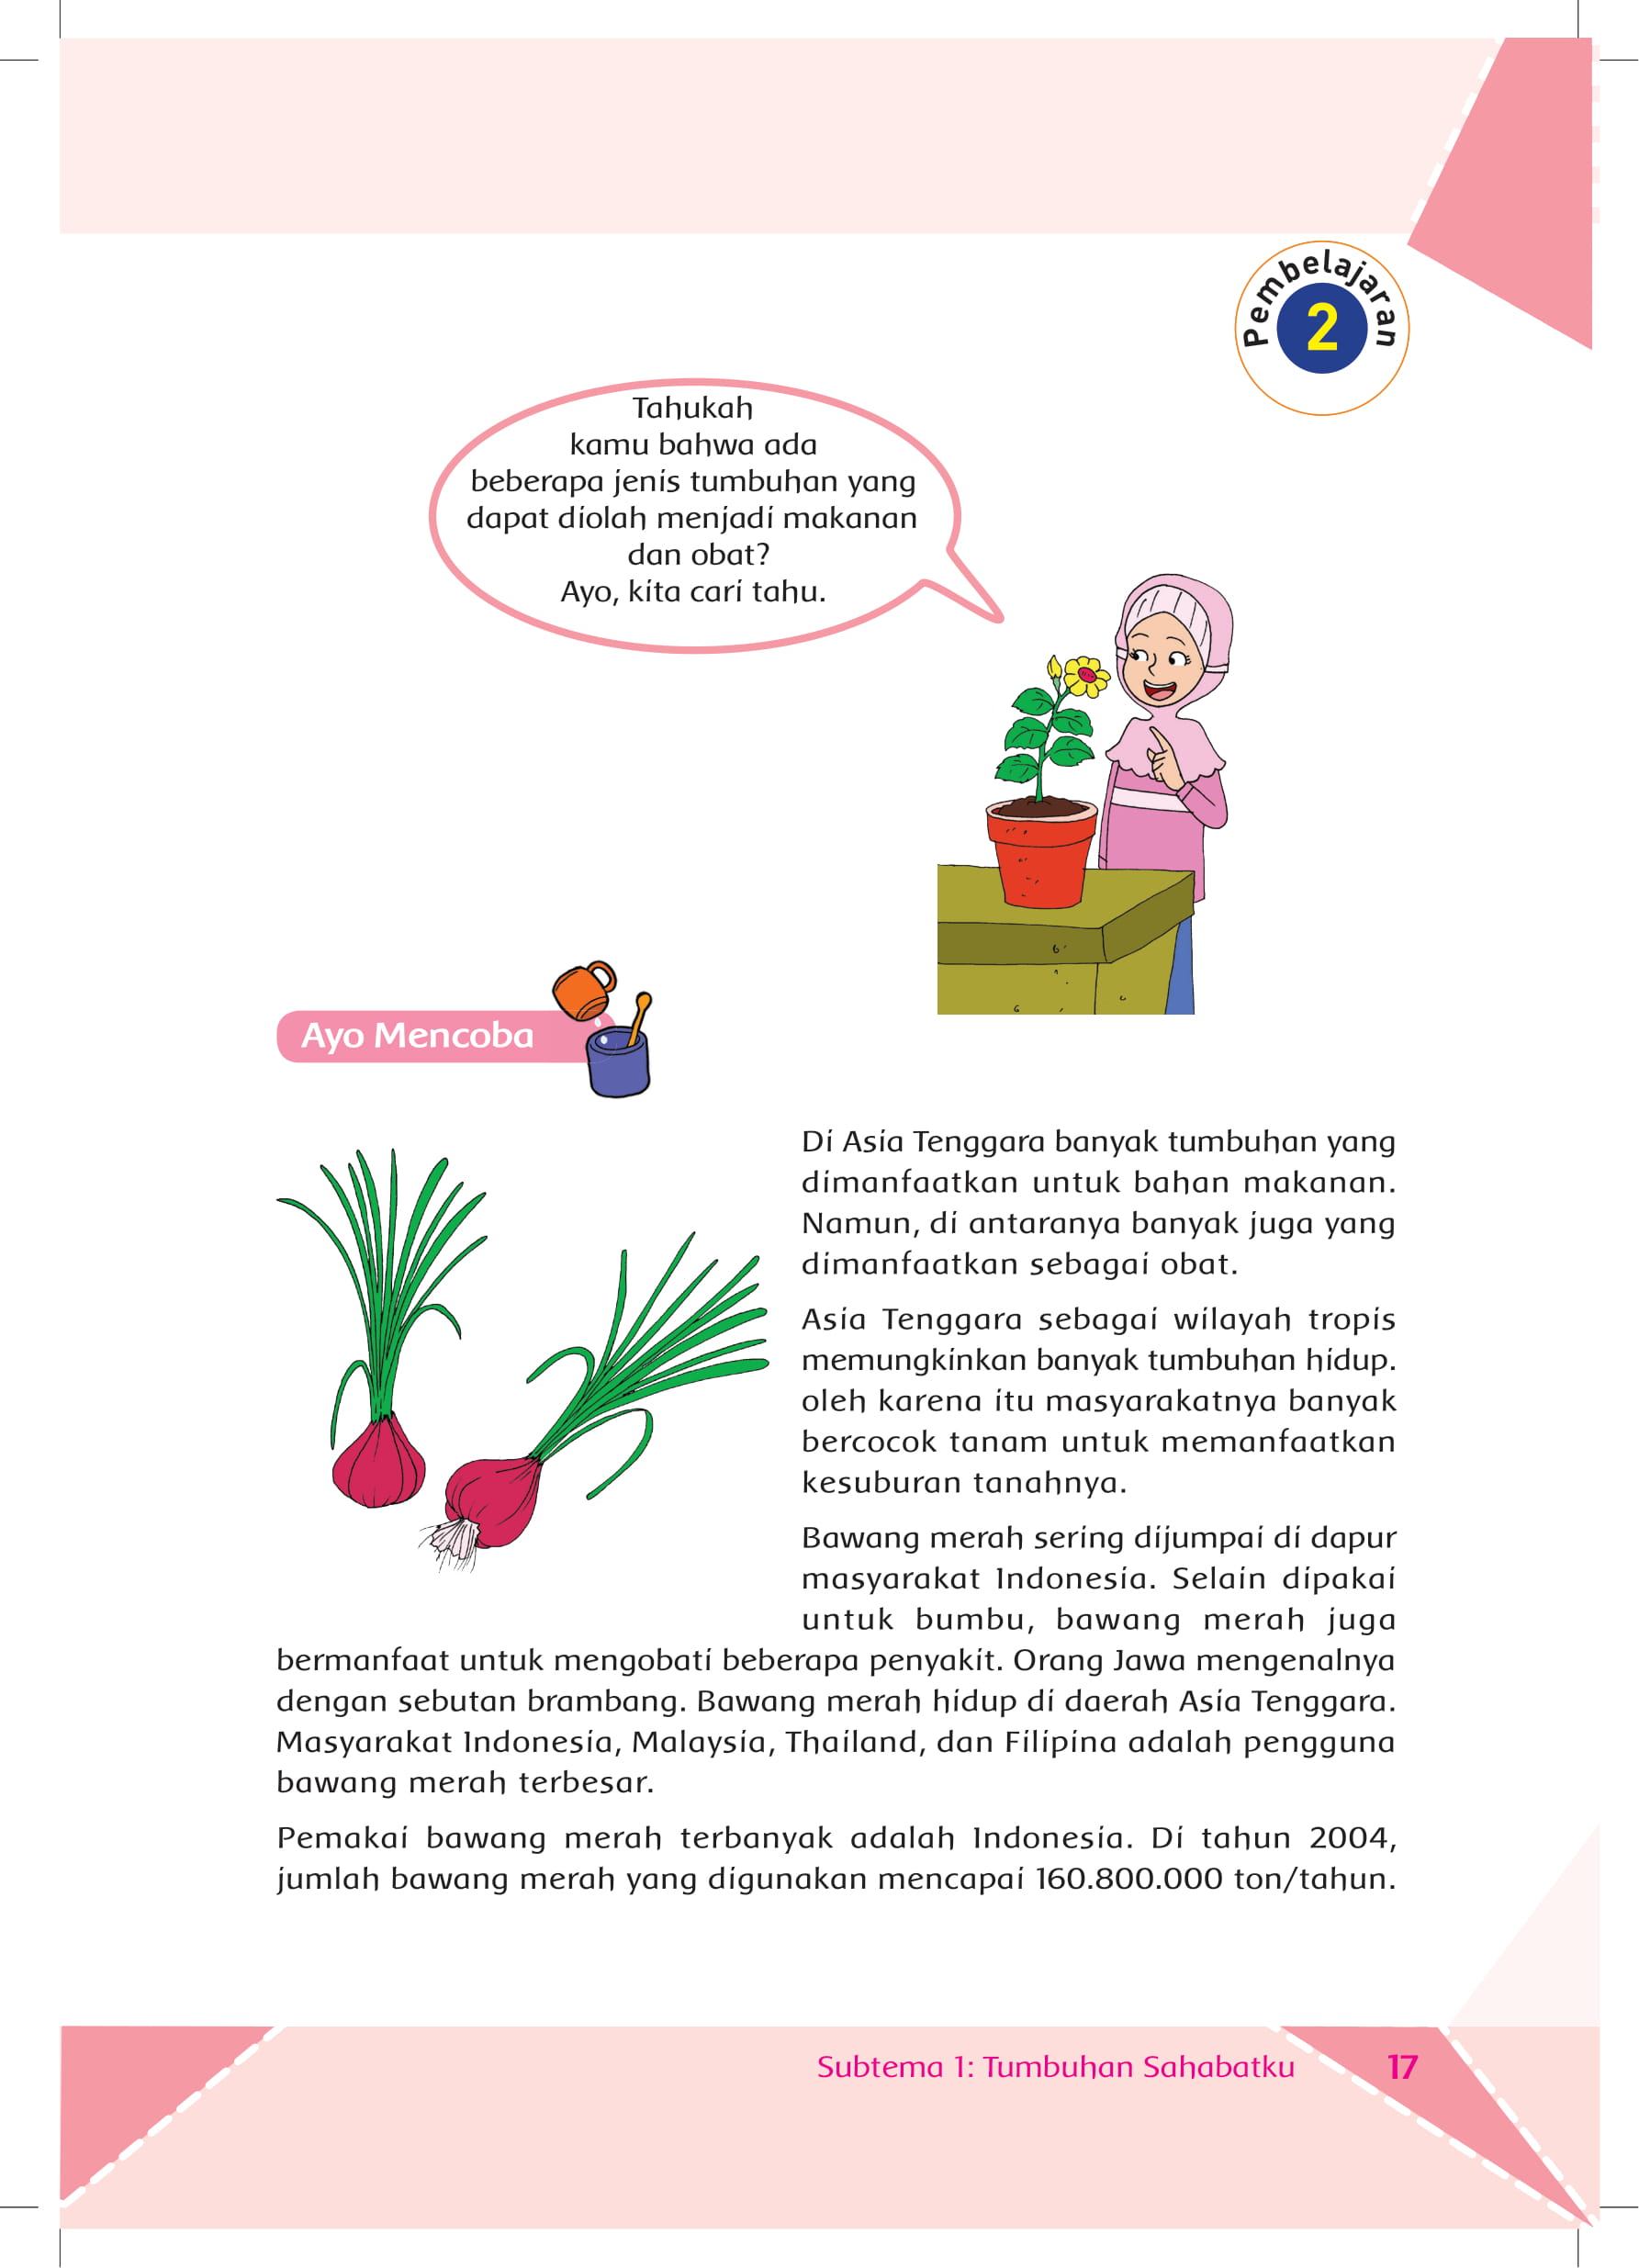 Pembelajaran
2
Tahukah
kamu bahwa ada
beberapa jenis tumbuhan yang
dapat diolah menjadi makanan
dan obat?
Ayo, kita cari tahu.
Ayo Mencoba
Di Asia Tenggara banyak tumbuhan yang
dimanfaatkan untuk bahan makanan.
Namun, di antaranya banyak juga yang
dimanfaatkan sebagai obat.
Asia Tenggara sebagai wilayah tropis
memungkinkan banyak tumbuhan hidup.
oleh karena itu masyarakatnya banyak
bercocok tanam untuk memanfaatkan
kesuburan tanahnya.
Bawang merah sering dijumpai di dapur
masyarakat Indonesia. Selain dipakai
untuk bumbu, bawang merah juga
bermanfaat untuk mengobati beberapa penyakit. Orang Jawa mengenalnya
dengan sebutan brambang. Bawang merah hidup di daerah Asia Tenggara.
Masyarakat Indonesia, Malaysia, Thailand, dan Filipina adalah pengguna
bawang merah terbesar.
Pemakai bawang merah terbanyak adalah Indonesia. Di tahun 2004,
jumlah bawang merah yang digunakan mencapai 160.800.000 ton/tahun.
Subtema 1: Tumbuhan Sahabatku 17